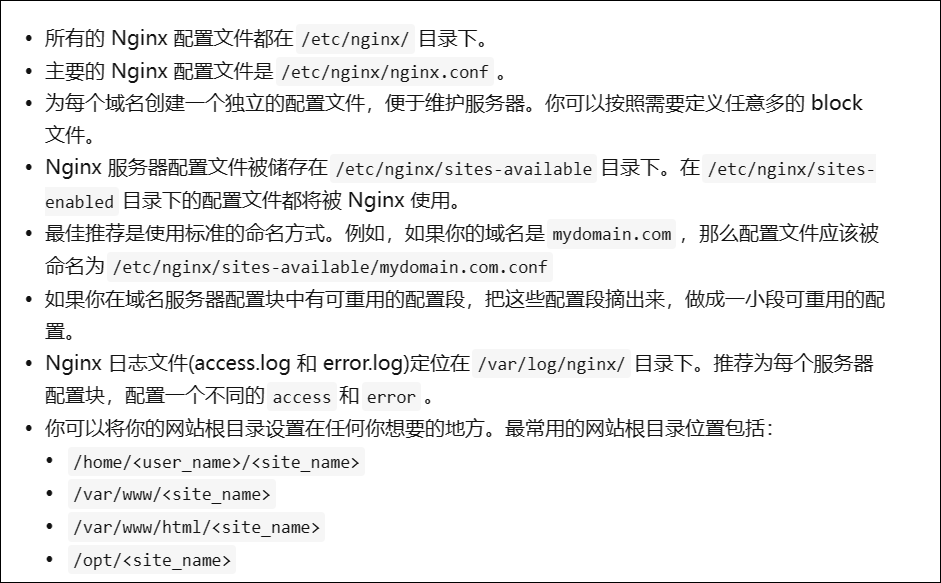 • 所有的 Nginx 配置文件都在 /etc/nginx/ 目录下。
• 主要的 Nginx 配置文件是 /etc/nginx/nginx.conf 。
• 为每个域名创建一个独立的配置文件，便于维护服务器。你可以按照需要定义任意多的 block
文件。
• Nginx 服务器配置文件被储存在 /etc/nginx/sites-available 目录下。在 /etc/nginx/sites-
enabled 目录下的配置文件都将被 Nginx 使用。
• 最佳推荐是使用标准的命名方式。例如，如果你的域名是 mydomain.com ，那么配置文件应该被
命名为 /etc/nginx/sites-available/mydomain.com.conf
• 如果你在域名服务器配置块中有可重用的配置段，把这些配置段摘出来，做成一小段可重用的配
置。
• Nginx 日志文件(access.log 和 error.log)定位在 /var/log/nginx/ 目录下。推荐为每个服务器
配置块，配置一个不同的 access 和 error 。
• 你可以将你的网站根目录设置在任何你想要的地方。最常用的网站根目录位置包括：
• /home/<user_name>/<site_name>
• /var/www/<site_name>
• /var/www/html/<site_name>
• /opt/<site_name>